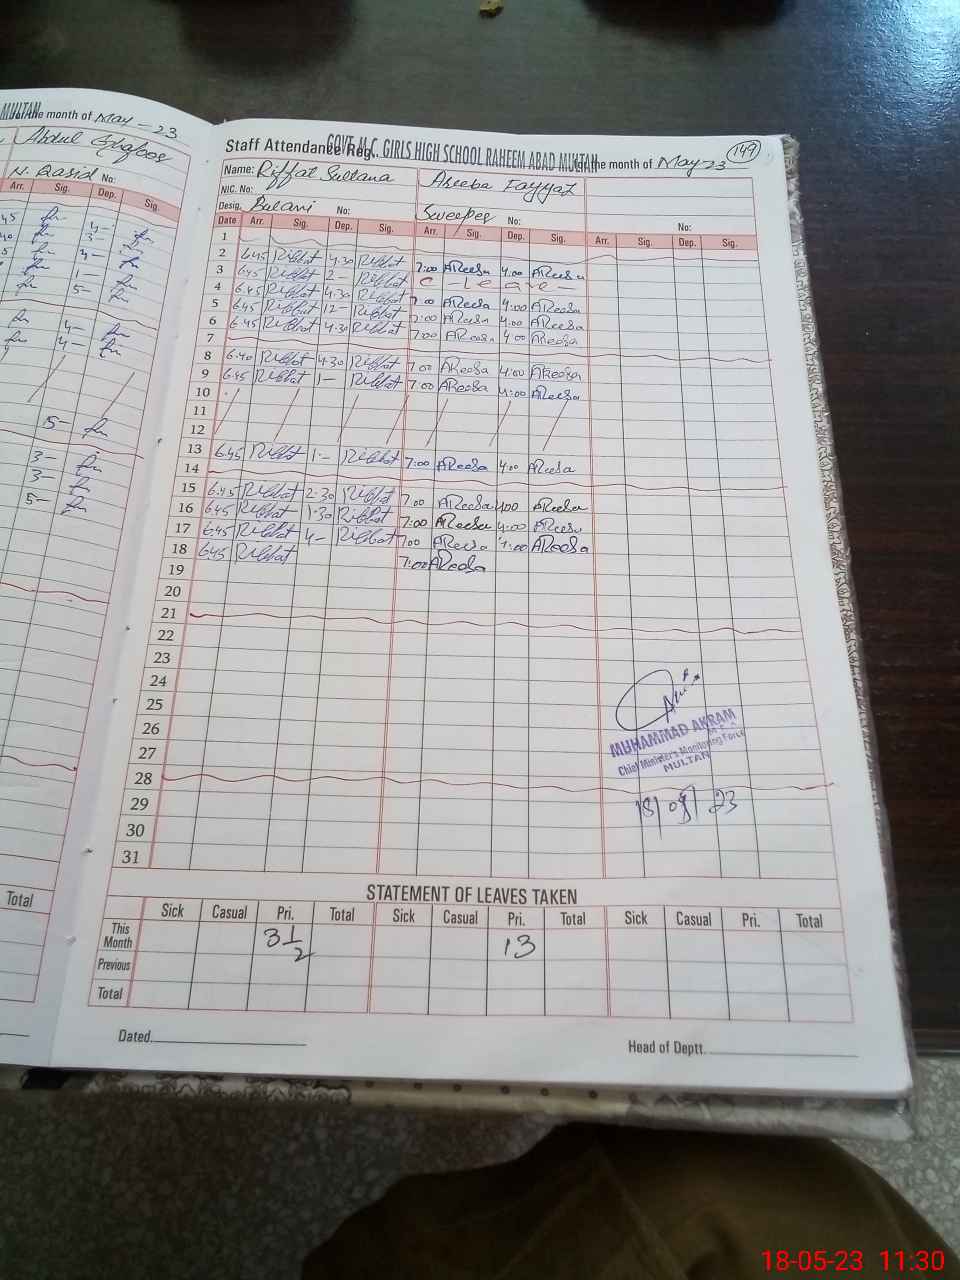 MULTAN he month of May - 23
Abdul Ghafoor
No:
Arr. Sig. Dep. Sig.
Total
Staff Attendance Reg. GOVT. M.C. GIRLS HIGH SCHOOL RAHEEM ABAD MULTAN the month of May 23 149
Name: Riffat Sultana Areeba Fayyaz
NIC. No:
Desig. No: Sweeper No: No:
Date Arr. Sig. Dep. Sig. Arr. Sig. Dep. Sig. Arr. Sig. Dep. Sig.
1
2 6.45 Riffat 4.30 Riffat 7:00 AReeba 4:00 AReeba
3 6.45 Riffat 2- Riffat C - Leave -
4 6.45 Riffat 4.30 Riffat 7:00 AReeba 4:00 AReeba
5 6.45 Riffat 12- Riffat 7:00 AReeba 4:00 AReeba
6 6.45 Riffat 4.30 Riffat 7:00 AReeba 4:00 AReeba
7
8 6.40 Riffat 4.30 Riffat 7:00 AReeba 4:00 AReeba
9 6.45 Riffat 1- Riffat 7:00 AReeba 4:00 AReeba
10
11
12
13 6.45 Riffat 1- Riffat 7:00 AReeba 4:00 AReeba
14
15 6.45 Riffat 2.30 Riffat 7:00 AReeba 4:00 AReeba
16 6.45 Riffat 1.30 Riffat 7:00 AReeba 4:00 AReeba
17 6.45 Riffat 4- Riffat 7:00 AReeba 4:00 AReeba
18 6.45 Riffat 7:00 AReeba
19
20
21
22
23
24
25
26
27
28
29
30
31
MUHAMMAD AKRAM
Chief Minister's Monitoring Force
MULTAN
18/05/23
STATEMENT OF LEAVES TAKEN
Sick Casual Pri. Total Sick Casual Pri. Total Sick Casual Pri. Total
This Month 3 1/2 13
Previous
Total
Dated. Head of Deptt.
18-05-23 11:30